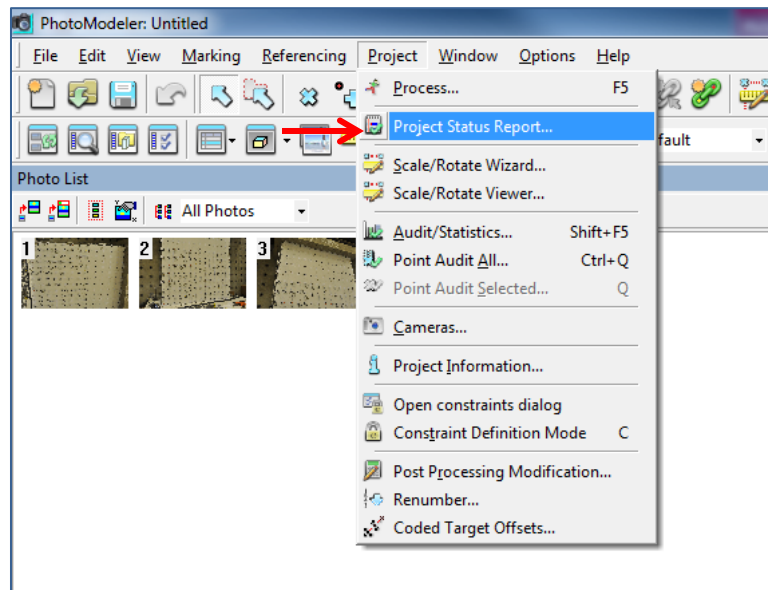 PhotoModeler: Untitled
File Edit View Marking Referencing Project Window Options Help
Process... F5
Project Status Report...
fault
Photo List
Scale/Rotate Wizard...
Scale/Rotate Viewer...
All Photos
Audit/Statistics... Shift+F5
1 2 3
Point Audit All... Ctrl+Q
Point Audit Selected... Q
Cameras...
Project Information...
Open constraints dialog
Constraint Definition Mode C
Post Processing Modification...
Renumber...
Coded Target Offsets...